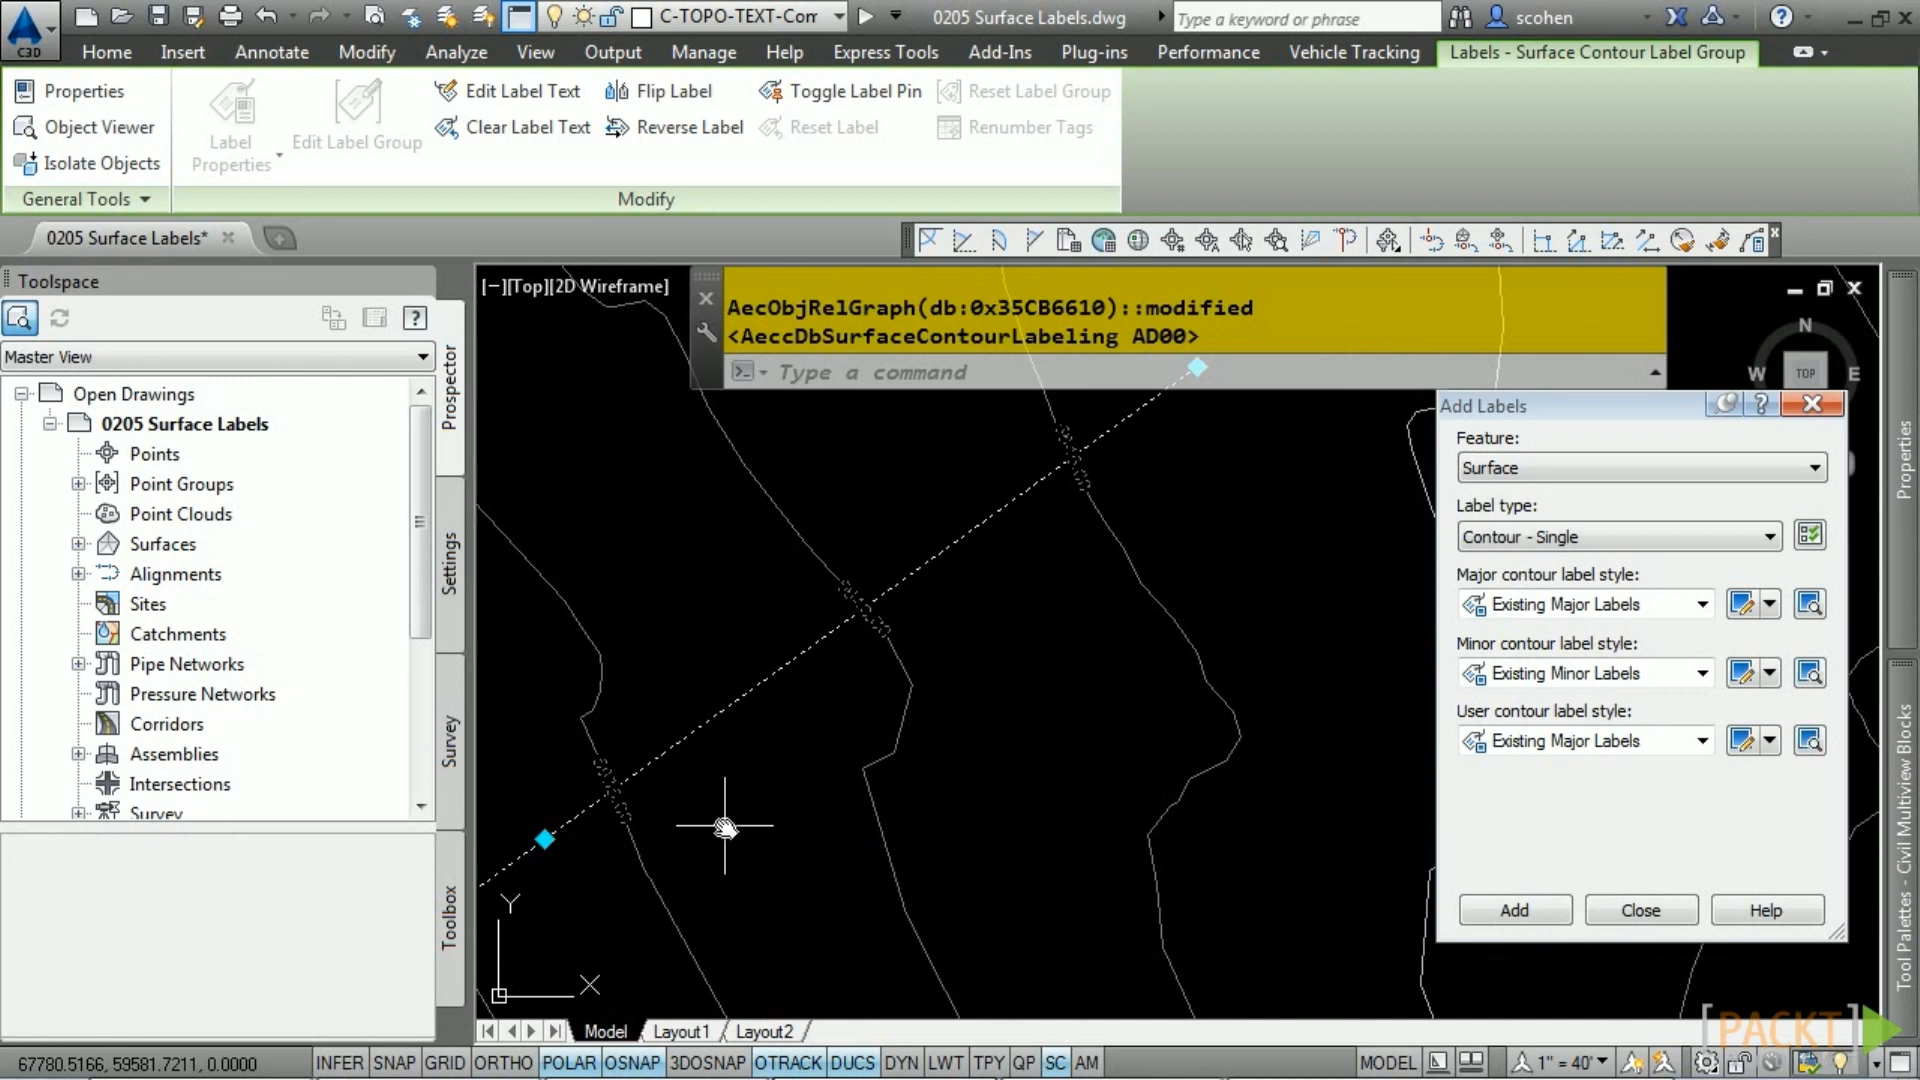 C-TOPO-TEXT-Con
0205 Surface Labels.dwg
Type a keyword or phrase
scohen
C3D
Home
Insert
Annotate
Modify
Analyze
View
Output
Manage
Help
Express Tools
Add-Ins
Plug-ins
Performance
Vehicle Tracking
Labels - Surface Contour Label Group
Properties
Object Viewer
Isolate Objects
General Tools
Label
Properties
Edit Label Group
Edit Label Text
Clear Label Text
Flip Label
Reverse Label
Toggle Label Pin
Reset Label
Reset Label Group
Renumber Tags
Modify
0205 Surface Labels*
Toolspace
Master View
Open Drawings
0205 Surface Labels
Points
Point Groups
Point Clouds
Surfaces
Alignments
Sites
Catchments
Pipe Networks
Pressure Networks
Corridors
Assemblies
Intersections
Survey
Prospector
Settings
Survey
Toolbox
[−][Top][2D Wireframe]
AecObjRelGraph(db:0x35CB6610)::modified
<AeccDbSurfaceContourLabeling AD00>
Type a command
N
W
TOP
E
Add Labels
Feature:
Surface
Label type:
Contour - Single
Major contour label style:
Existing Major Labels
Minor contour label style:
Existing Minor Labels
User contour label style:
Existing Major Labels
Add
Close
Help
Properties
Tool Palettes - Civil Multiview Blocks
Y
X
Model
Layout1
Layout2
[PACKT]
67780.5166, 59581.7211, 0.0000
INFER
SNAP
GRID
ORTHO
POLAR
OSNAP
3DOSNAP
OTRACK
DUCS
DYN
LWT
TPY
QP
SC
AM
MODEL
1" = 40'